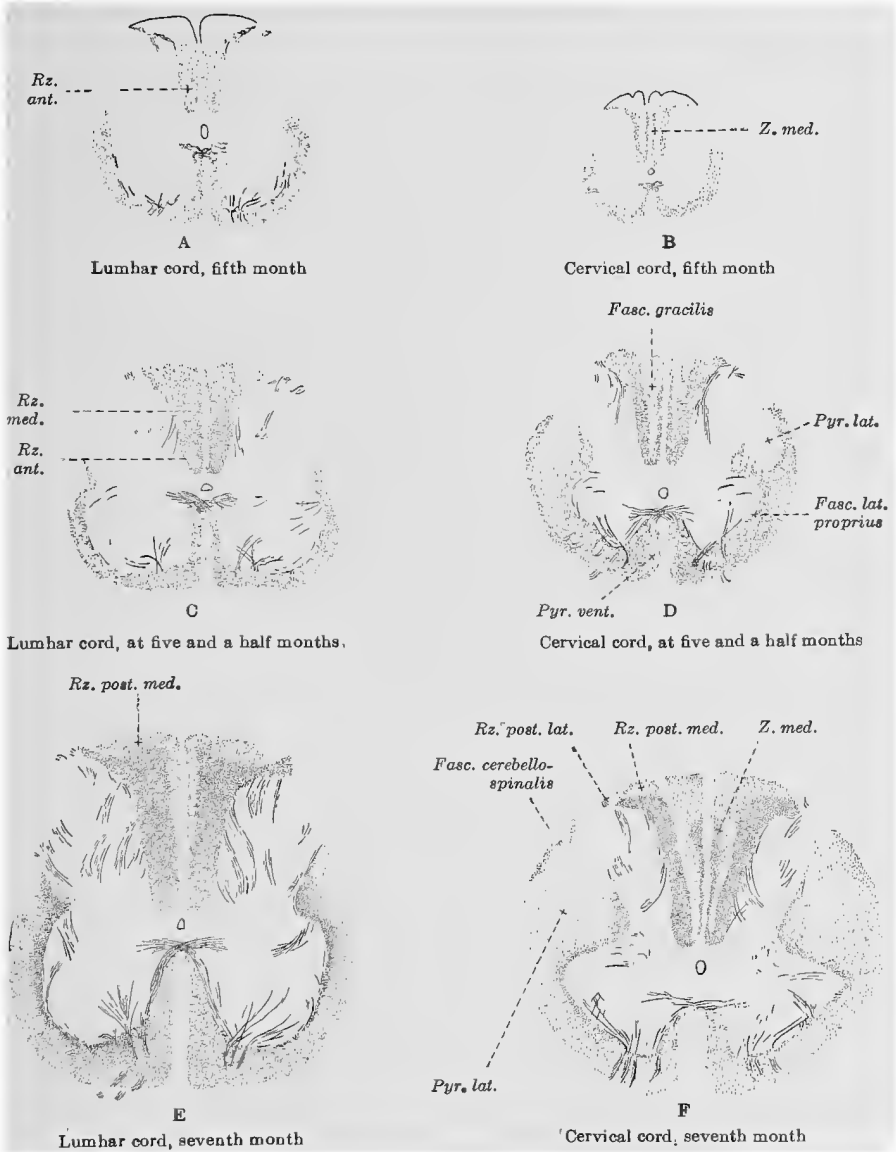 Rz.
ant.
Z. med.
A
Lumhar cord, fifth month
B
Cervical cord, fifth month
Fasc. gracilis
Rz.
med.
Rz.
ant.
Pyr. lat.
Fasc. lat.
proprius
Pyr. vent.
C
Lumhar cord, at five and a half months.
D
Cervical cord, at five and a half months
Rz. post. med.
Rz. post. lat.
Rz. post. med.
Z. med.
Fasc. cerebello-
spinalis
Pyr. lat.
E
Lumhar cord, seventh month
F
Cervical cord, seventh month